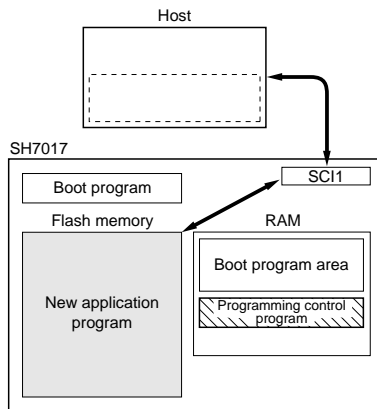 Host
SH7017
SCI1
Boot program
Flash memory
RAM
Boot program area
New application
program
Programming control
program